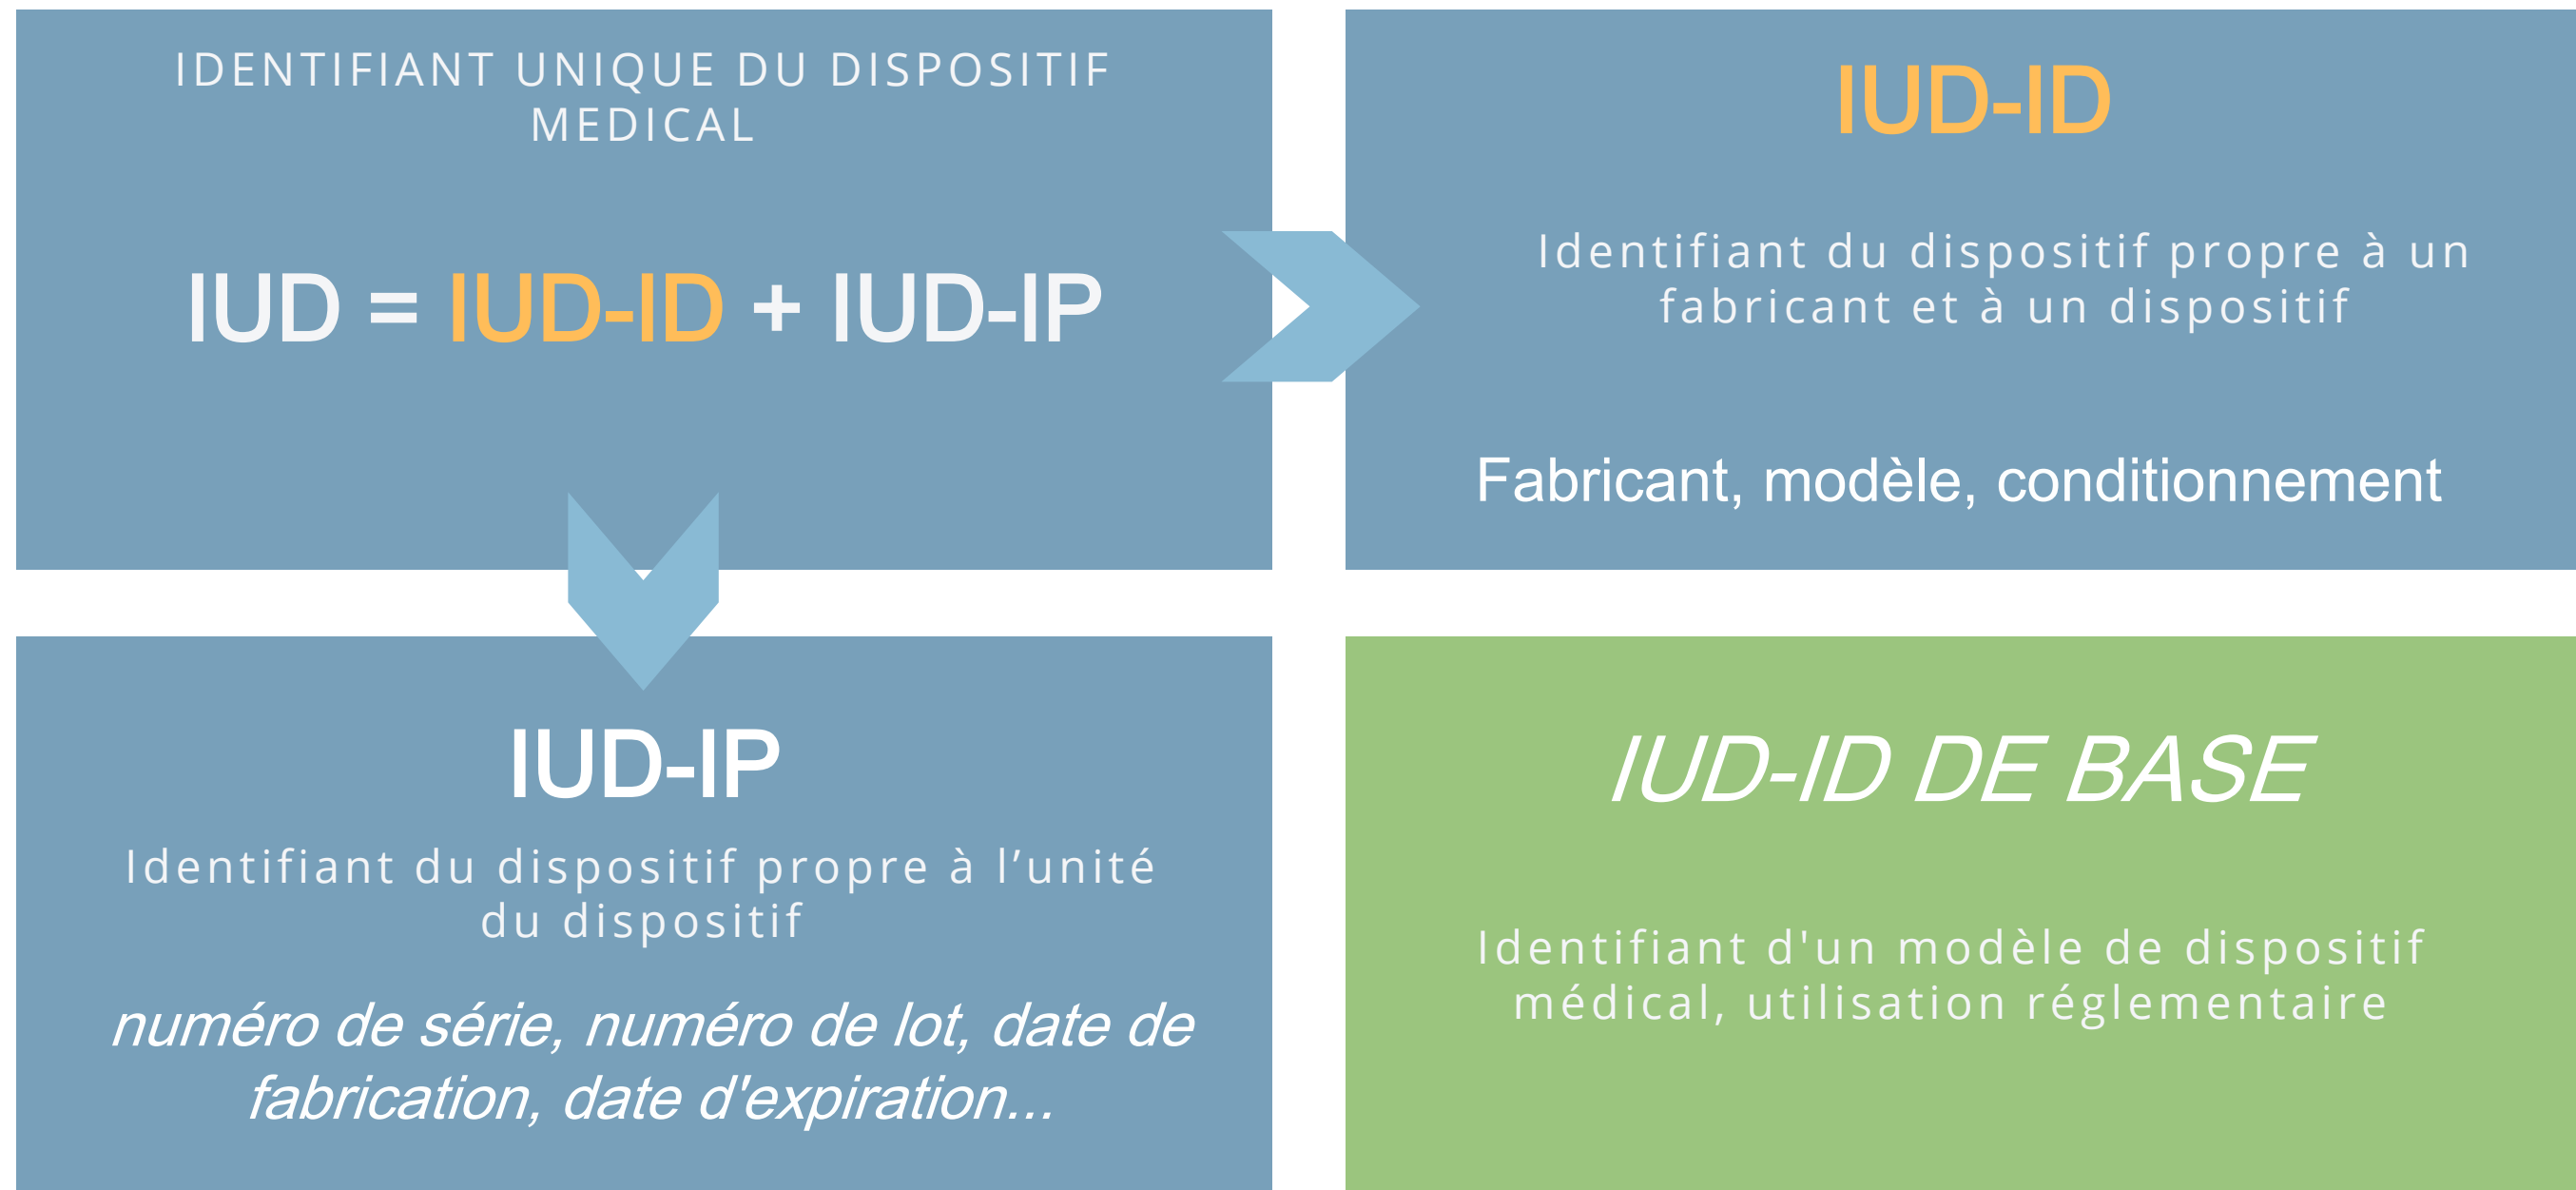 IDENTIFIANT UNIQUE DU DISPOSITIF
MEDICAL
IUD = IUD-ID + IUD-IP
IUD-ID
Identifiant du dispositif propre à un
fabricant et à un dispositif
Fabricant, modèle, conditionnement
IUD-IP
Identifiant du dispositif propre à l’unité
du dispositif
numéro de série, numéro de lot, date de
fabrication, date d'expiration...
IUD-ID DE BASE
Identifiant d'un modèle de dispositif
médical, utilisation réglementaire